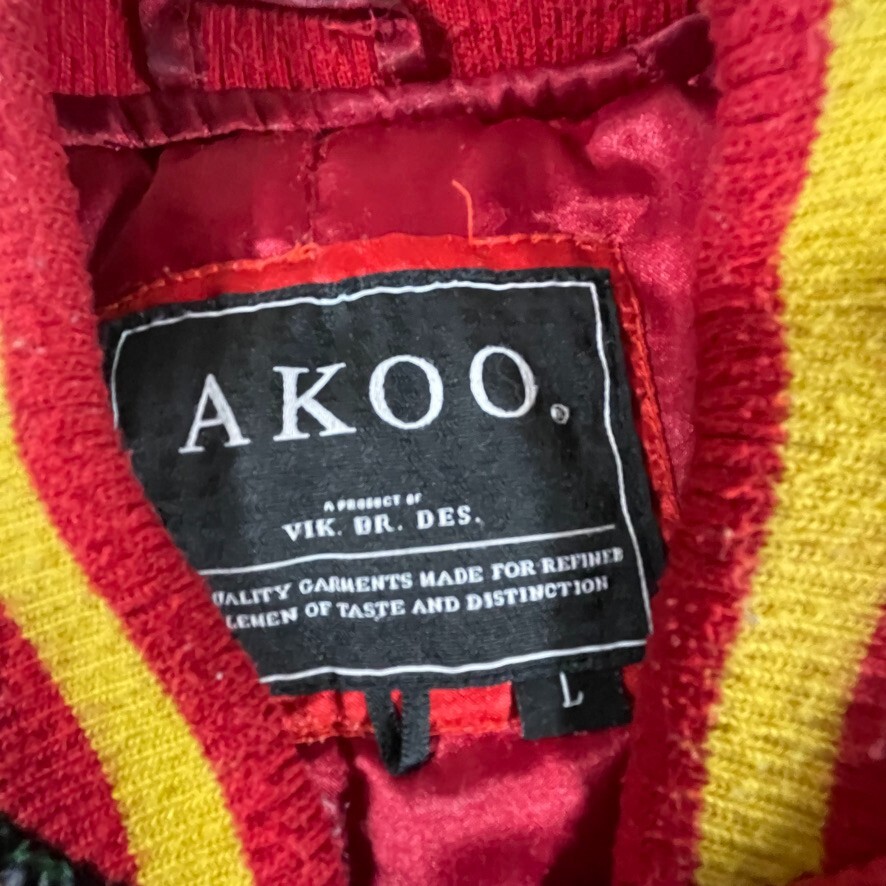 AKOO.®
A PRODUCT OF
VIK. BR. DES.
UALITY GARMENTS MADE FOR REFINED
LEMEN OF TASTE AND DISTINCTION
L